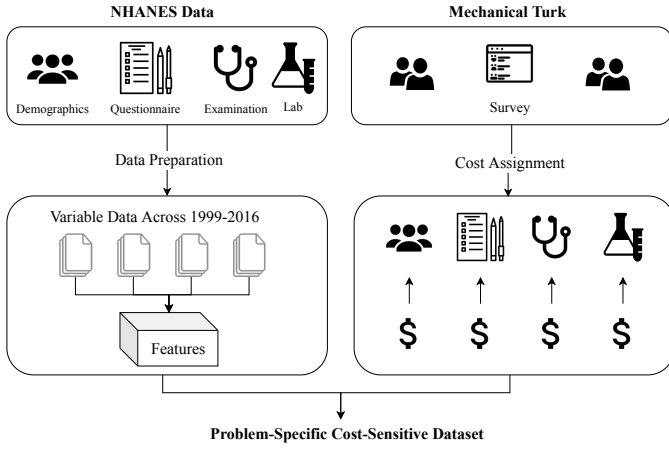 NHANES Data
Mechanical Turk
Demographics
Questionnaire
Examination
Lab
Survey
Data Preparation
Cost Assignment
Variable Data Across 1999-2016
Features
$ $ $ $
Problem-Specific Cost-Sensitive Dataset